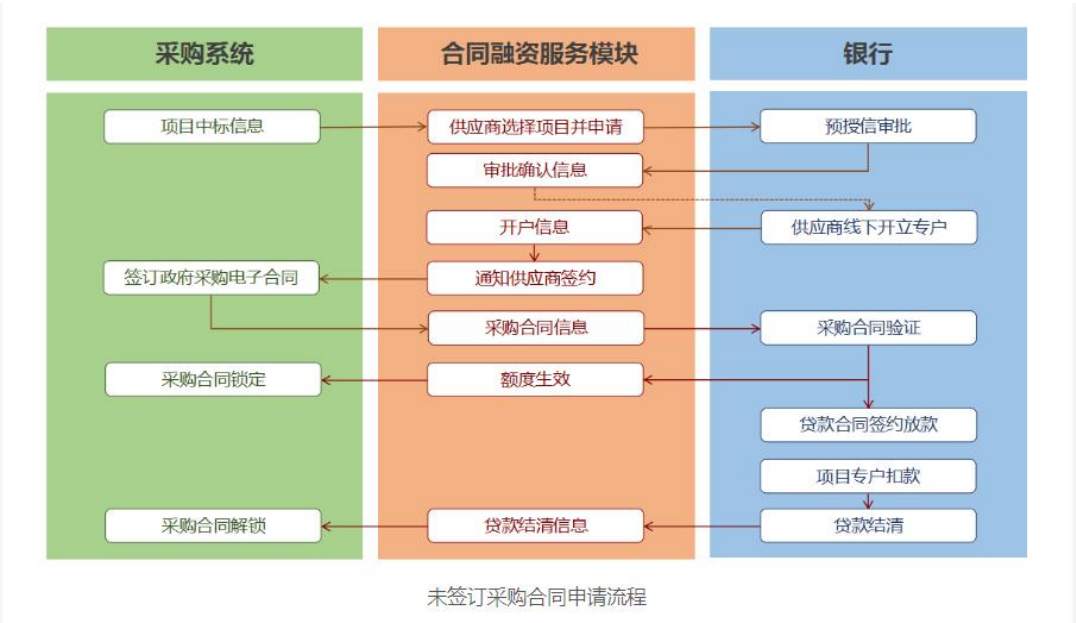 采购系统
合同融资服务模块
银行
项目中标信息
供应商选择项目并申请
预授信审批
审批确认信息
开户信息
供应商线下开立专户
签订政府采购电子合同
通知供应商签约
采购合同信息
采购合同验证
采购合同锁定
额度生效
贷款合同签约放款
项目专户扣款
采购合同解锁
贷款结清信息
贷款结清
未签订采购合同申请流程